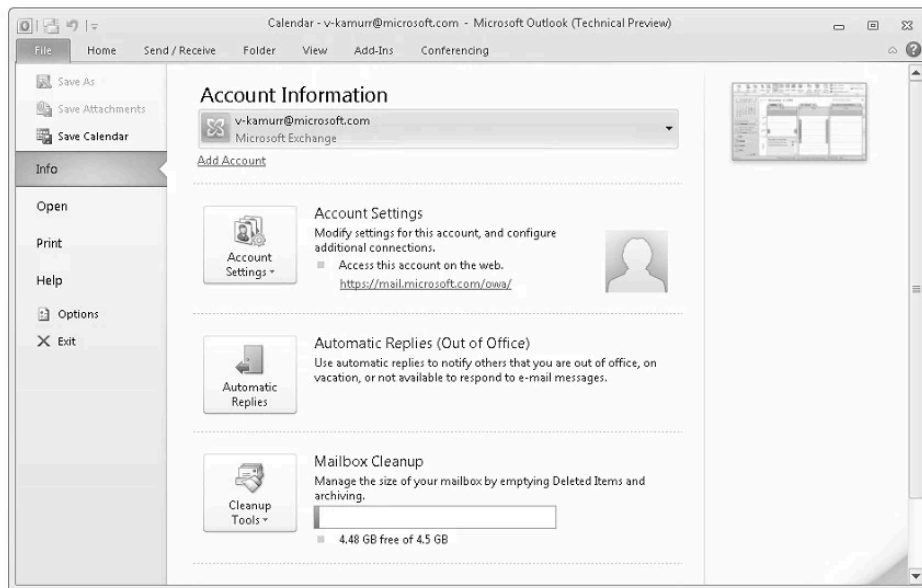 Calendar - v-kamurr@microsoft.com - Microsoft Outlook (Technical Preview)
File Home Send / Receive Folder View Add-Ins Conferencing
Save As
Save Attachments
Save Calendar
Info
Open
Print
Help
Options
Exit
Account Information
v-kamurr@microsoft.com
Microsoft Exchange
Add Account
Account Settings
Account Settings
Modify settings for this account, and configure
additional connections.
Access this account on the web.
https://mail.microsoft.com/owa/
Automatic Replies
Automatic Replies (Out of Office)
Use automatic replies to notify others that you are out of office, on
vacation, or not available to respond to e-mail messages.
Cleanup Tools
Mailbox Cleanup
Manage the size of your mailbox by emptying Deleted Items and
archiving.
4.48 GB free of 4.5 GB